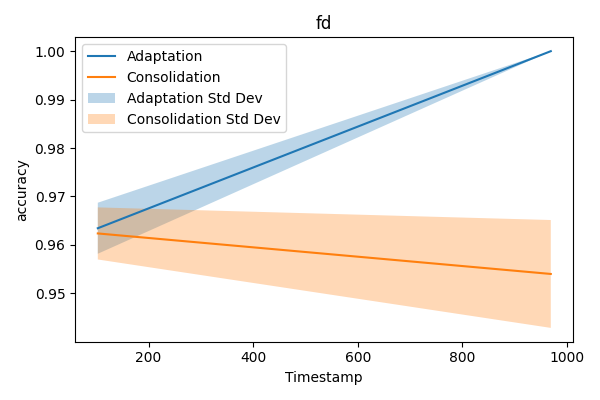 fd
Adaptation
Consolidation
Adaptation Std Dev
Consolidation Std Dev
accuracy
1.00
0.99
0.98
0.97
0.96
0.95
200 400 600 800 1000
Timestamp